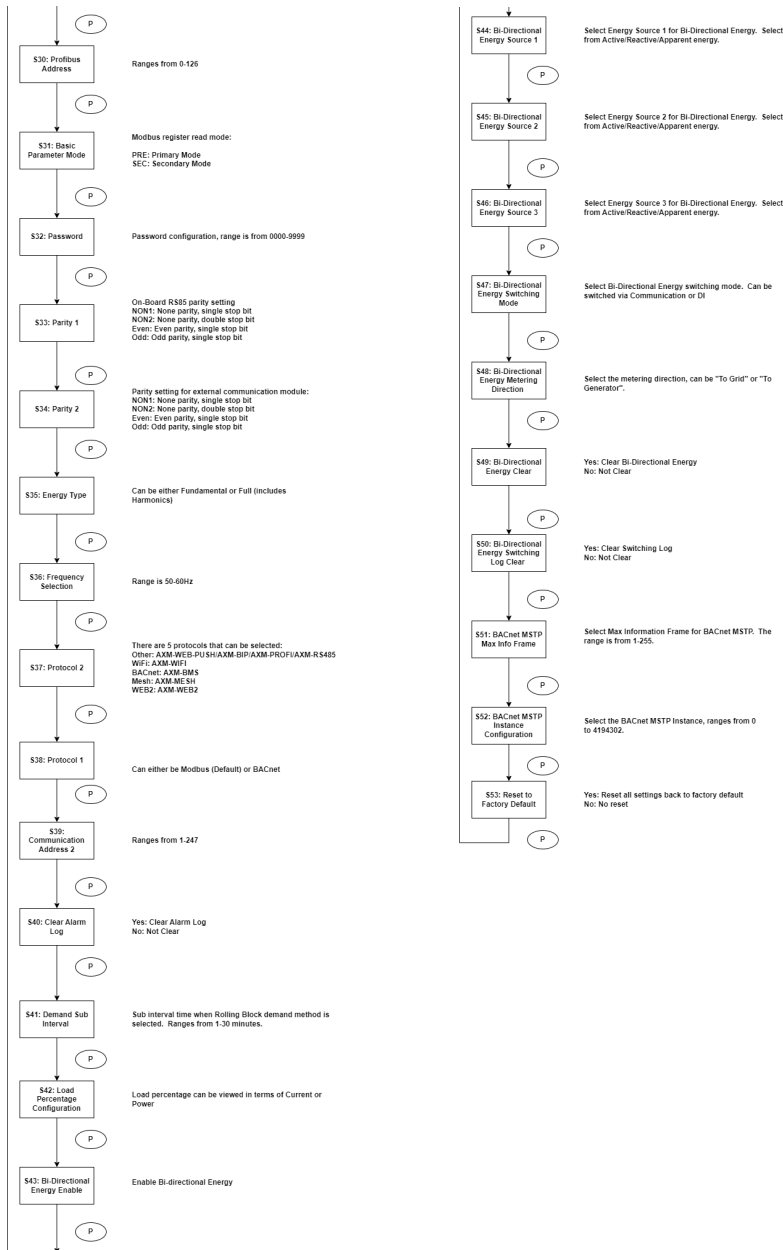 P
S30: Profibus
Address
Ranges from 0-126
P
S31: Basic
Parameter Mode
Modbus register read mode:
PRE: Primary Mode
SEC: Secondary Mode
P
S32: Password
Password configuration, range is from 0000-9999
P
S33: Parity 1
On-Board RS85 parity setting
NON1: None parity, single stop bit
NON2: None parity, double stop bit
Even: Even parity, single stop bit
Odd: Odd parity, single stop bit
P
S34: Parity 2
Parity setting for external communication module:
NON1: None parity, single stop bit
NON2: None parity, double stop bit
Even: Even parity, single stop bit
Odd: Odd parity, single stop bit
P
S35: Energy Type
Can be either Fundamental or Full (includes
Harmonics)
P
S36: Frequency
Selection
Range is 50-60Hz
P
S37: Protocol 2
There are 5 protocols that can be selected:
Other: AXM-WEB-PUSH/AXM-BIP/AXM-PROFI/AXM-RS485
WiFi: AXM-WIFI
BACnet: AXM-BMS
Mesh: AXM-MESH
WEB2: AXM-WEB2
P
S38: Protocol 1
Can either be Modbus (Default) or BACnet
P
S39:
Communication
Address 2
Ranges from 1-247
P
S40: Clear Alarm
Log
Yes: Clear Alarm Log
No: Not Clear
P
S41: Demand Sub
Interval
Sub interval time when Rolling Block demand method is
selected. Ranges from 1-30 minutes.
P
S42: Load
Percentage
Configuration
Load percentage can be viewed in terms of Current or
Power
P
S43: Bi-Directional
Energy Enable
Enable Bi-directional Energy
P
S44: Bi-Directional
Energy Source 1
Select Energy Source 1 for Bi-Directional Energy. Select
from Active/Reactive/Apparent energy.
P
S45: Bi-Directional
Energy Source 2
Select Energy Source 2 for Bi-Directional Energy. Select
from Active/Reactive/Apparent energy.
P
S46: Bi-Directional
Energy Source 3
Select Energy Source 3 for Bi-Directional Energy. Select
from Active/Reactive/Apparent energy.
P
S47: Bi-Directional
Energy Switching
Mode
Select Bi-Directional Energy switching mode. Can be
switched via Communication or DI
P
S48: Bi-Directional
Energy Metering
Direction
Select the metering direction, can be "To Grid" or "To
Generator".
P
S49: Bi-Directional
Energy Clear
Yes: Clear Bi-Directional Energy
No: Not Clear
P
S50: Bi-Directional
Energy Switching
Log Clear
Yes: Clear Switching Log
No: Not Clear
P
S51: BACnet MSTP
Max Info Frame
Select Max Information Frame for BACnet MSTP. The
range is from 1-255.
P
S52: BACnet MSTP
Instance
Configuration
Select the BACnet MSTP Instance, ranges from 0
to 4194302.
P
S53: Reset to
Factory Default
Yes: Reset all settings back to factory default
No: No reset
P